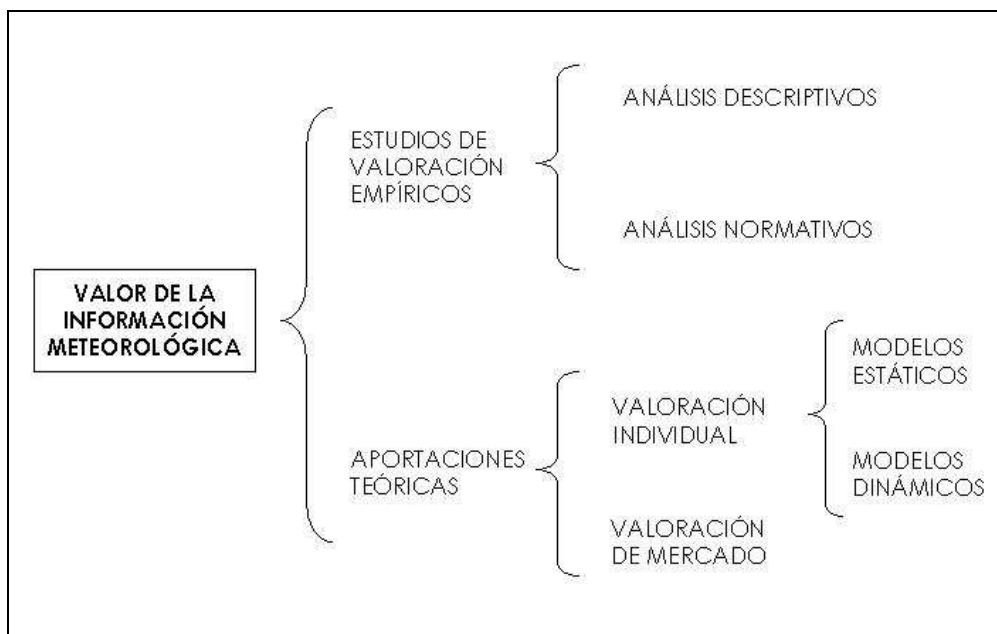 VALOR DE LA
INFORMACIÓN
METEOROLÓGICA
ESTUDIOS DE
VALORACIÓN
EMPÍRICOS
ANÁLISIS DESCRIPTIVOS
ANÁLISIS NORMATIVOS
APORTACIONES
TEÓRICAS
VALORACIÓN
INDIVIDUAL
MODELOS
ESTÁTICOS
MODELOS
DINÁMICOS
VALORACIÓN
DE MERCADO